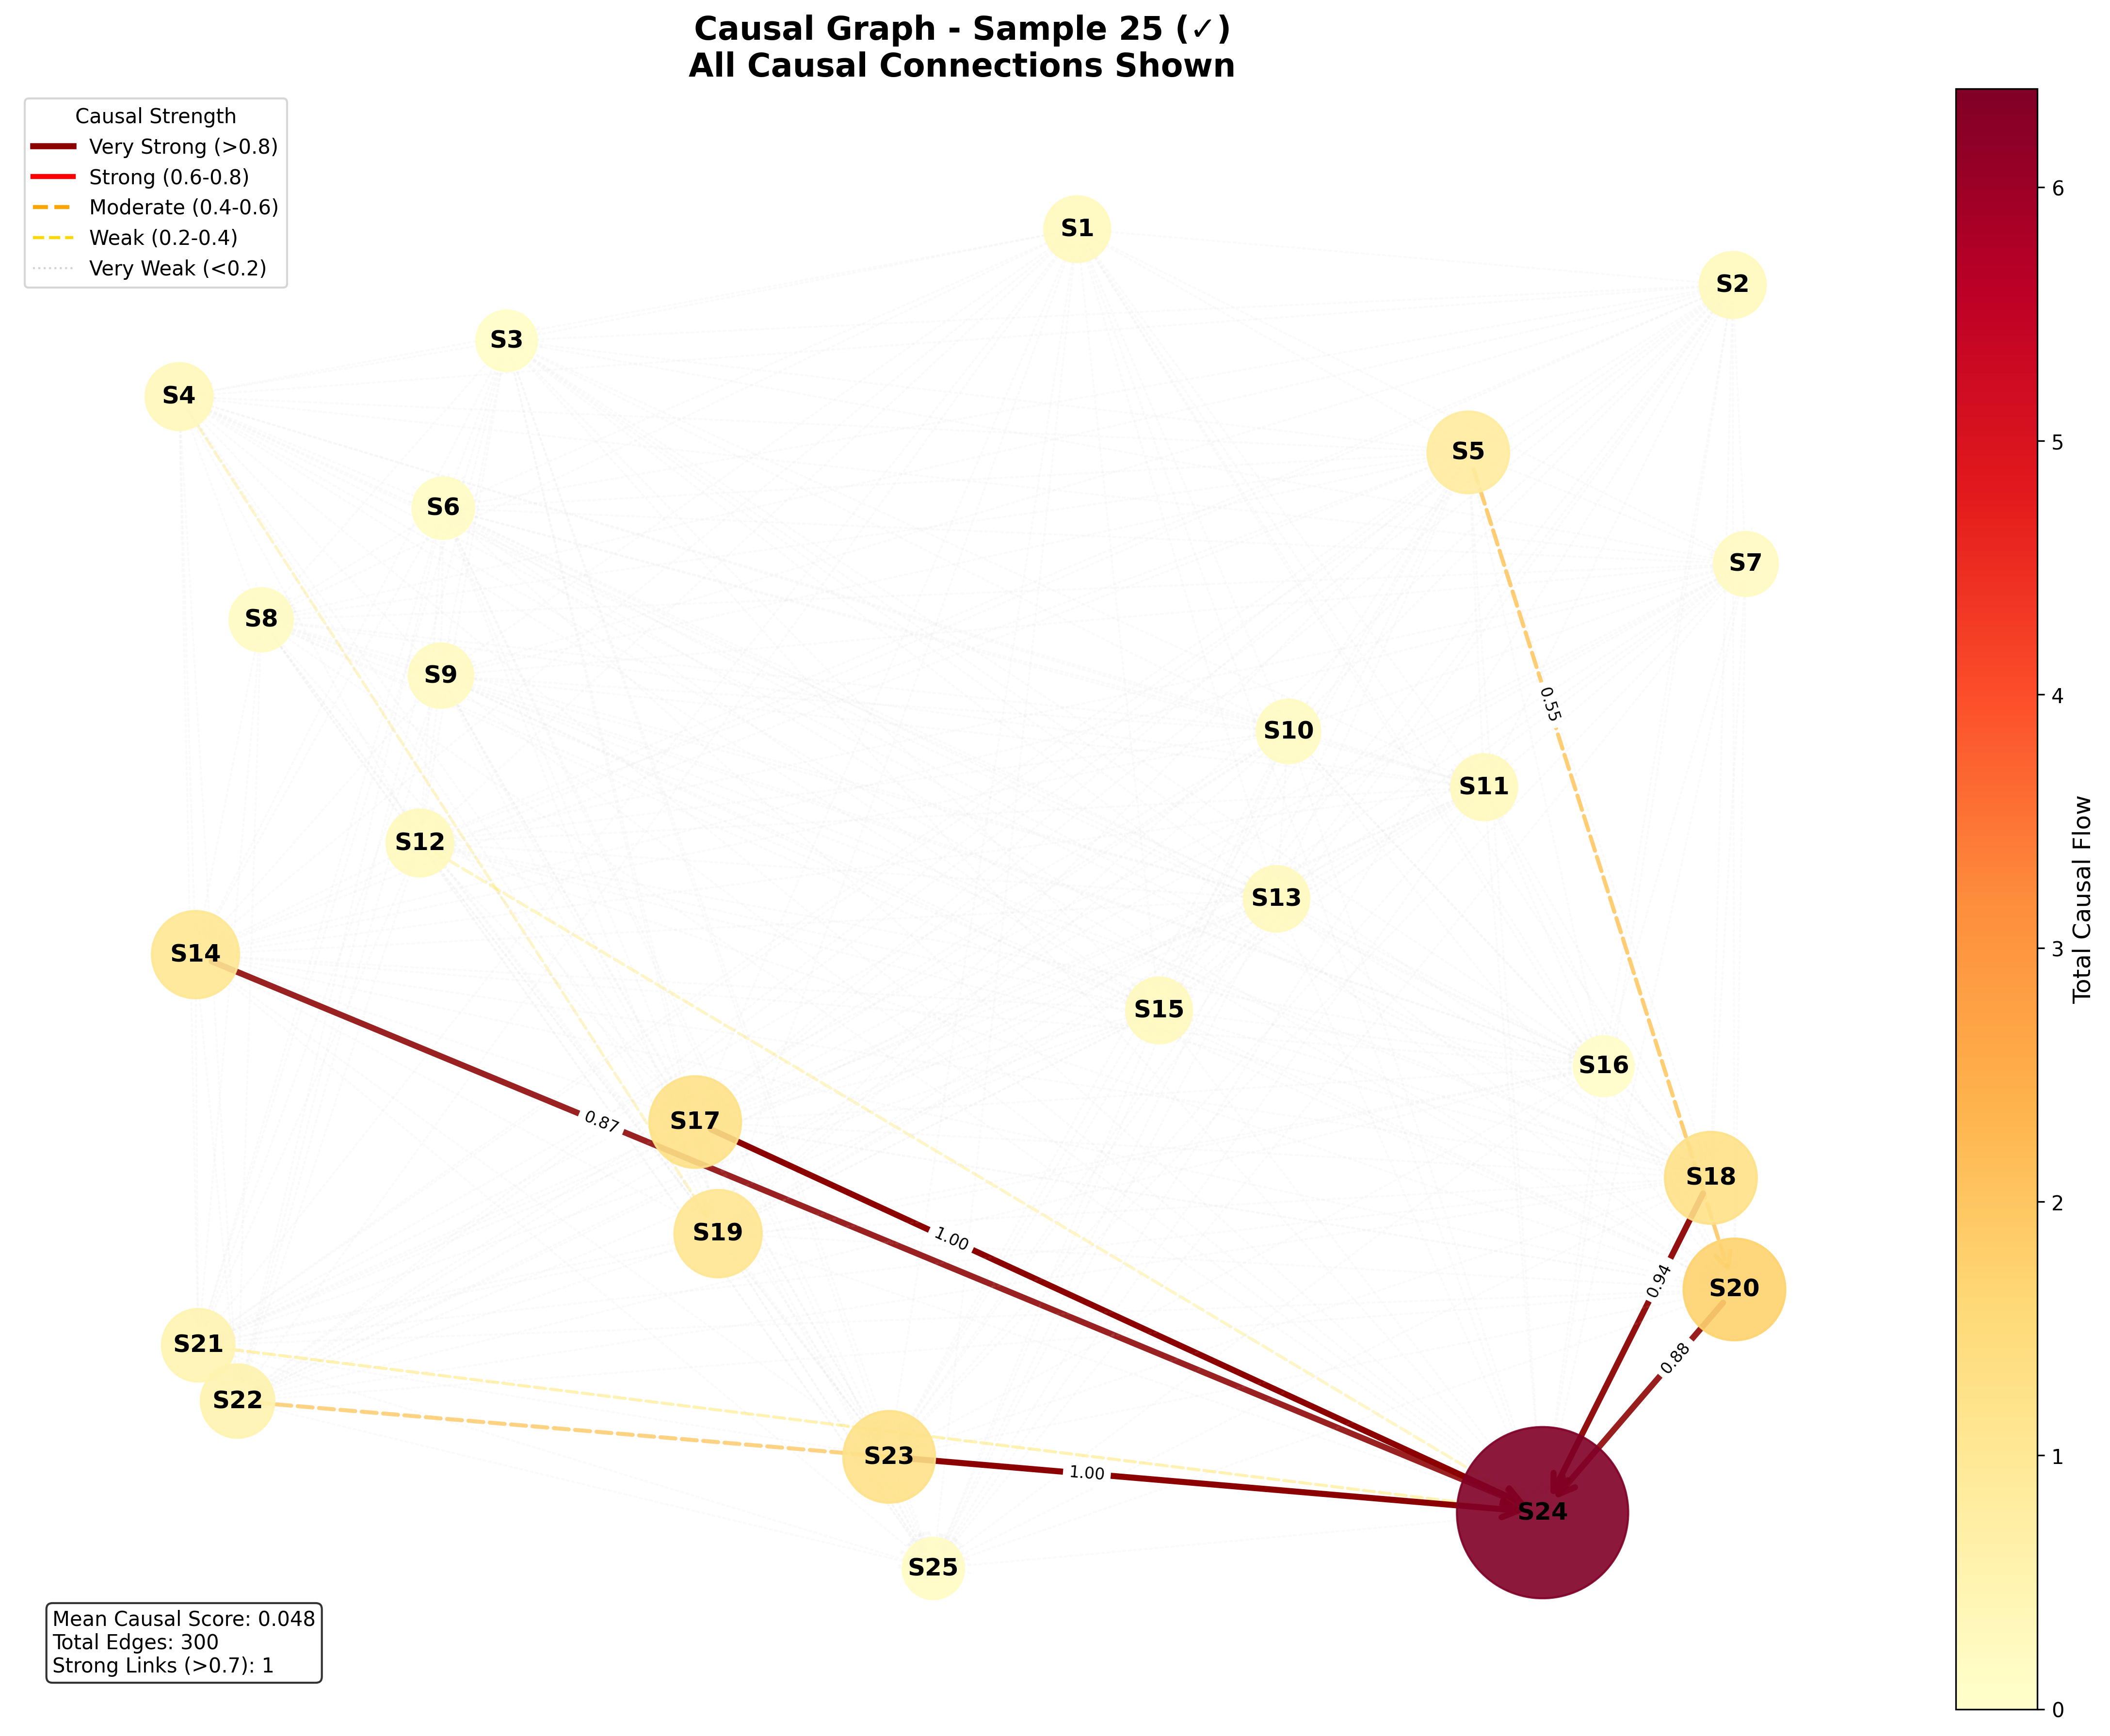 Causal Graph - Sample 25 (✓)
All Causal Connections Shown
Causal Strength
Very Strong (>0.8)
Strong (0.6-0.8)
Moderate (0.4-0.6)
Weak (0.2-0.4)
Very Weak (<0.2)
S1
S2
S3
S4
S5
S6
S7
S8
S9
0.55
S10
S11
S12
S13
S14
S15
S16
0.87
S17
S18
S19
1.00
0.94
S20
S21
0.88
S22
S23
1.00
S24
S25
Mean Causal Score: 0.048
Total Edges: 300
Strong Links (>0.7): 1
6
5
4
3
2
1
0
Total Causal Flow